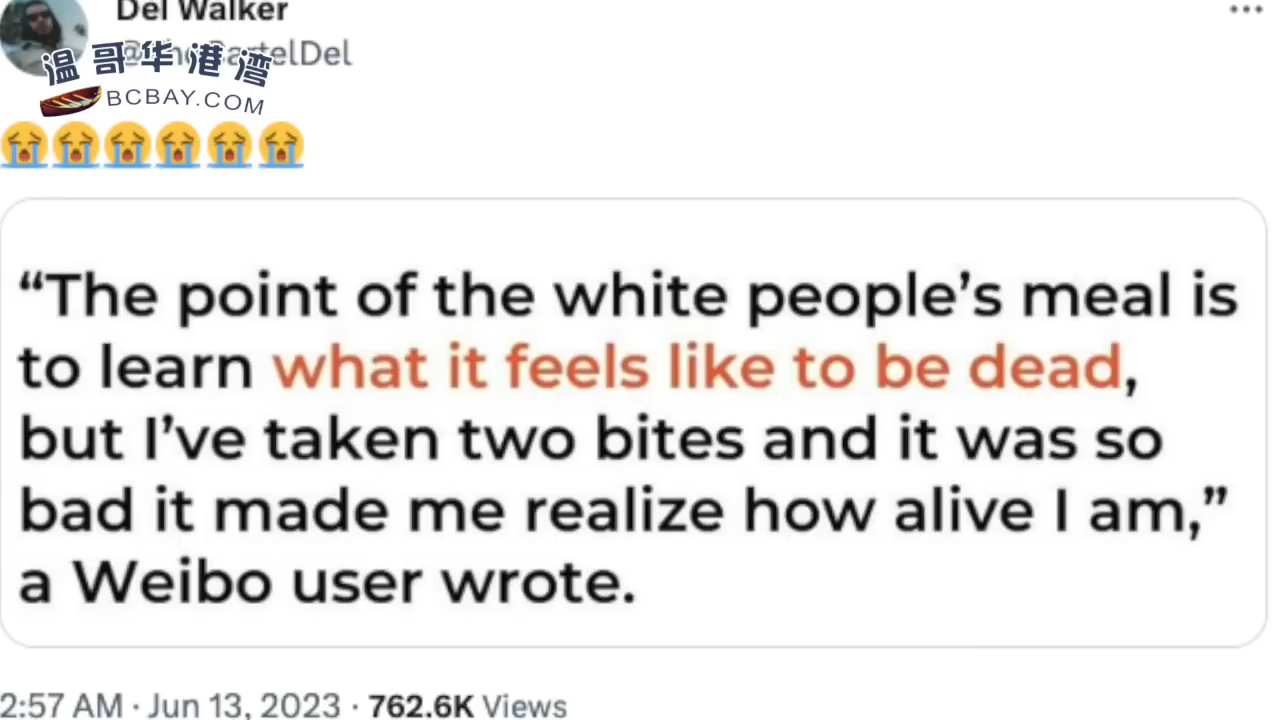 Del Walker
温哥华港湾
BCBAY.COM
😭😭😭😭😭😭
“The point of the white people’s meal is
to learn what it feels like to be dead,
but I’ve taken two bites and it was so
bad it made me realize how alive I am,”
a Weibo user wrote.
2:57 AM · Jun 13, 2023 · 762.6K Views